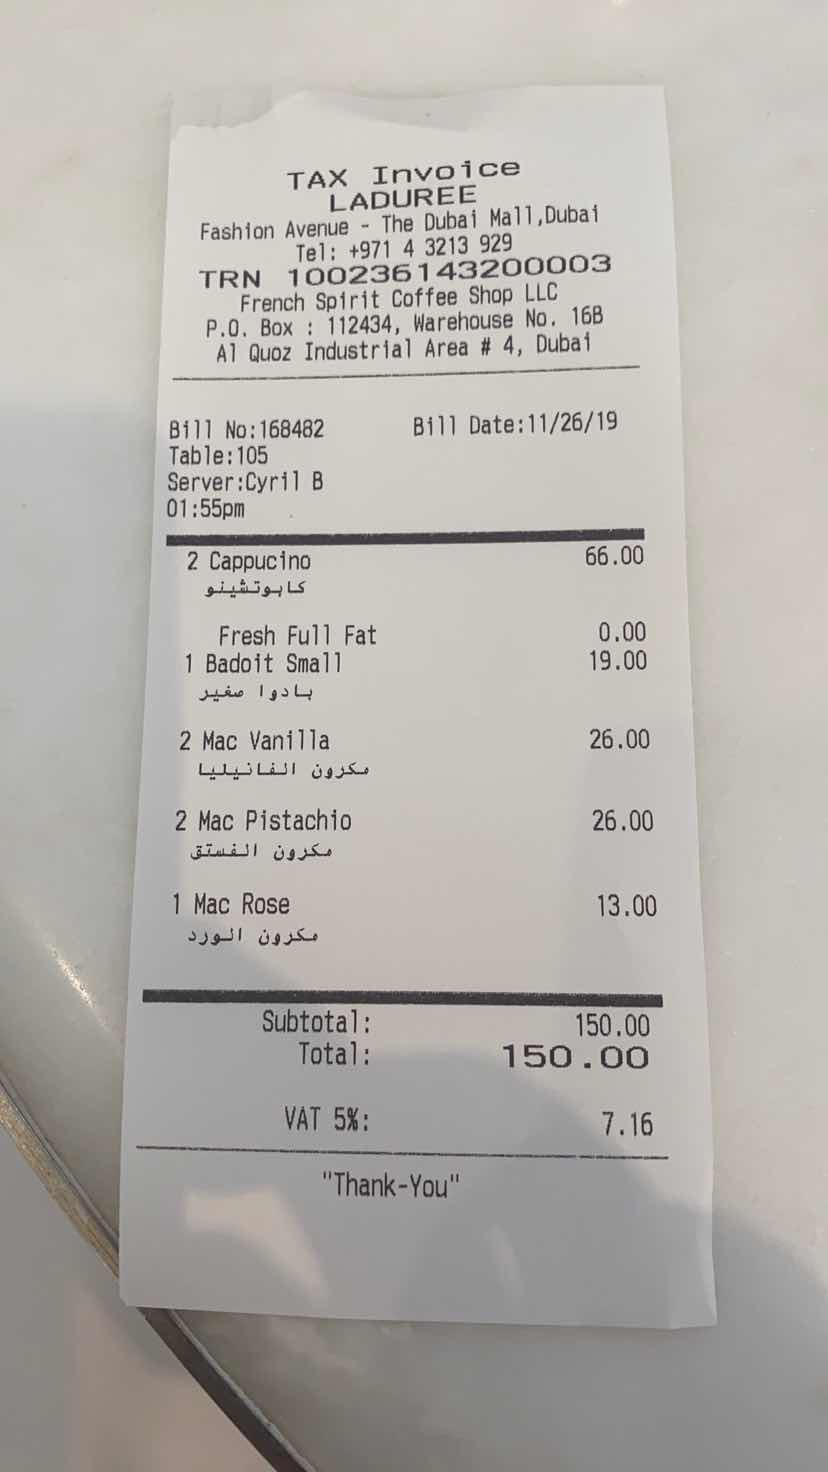 TAX Invoice
LADUREE
Fashion Avenue - The Dubai Mall,Dubai
Tel: +971 4 3213 929
TRN 100236143200003
French Spirit Coffee Shop LLC
P.O. Box : 112434, Warehouse No. 16B
Al Quoz Industrial Area # 4, Dubai
Bill No:168482 Bill Date:11/26/19
Table:105
Server:Cyril B
01:55pm
2 Cappucino 66.00
كابوتشينو
Fresh Full Fat 0.00
1 Badoit Small 19.00
بادوا صغير
2 Mac Vanilla 26.00
مكرون الفانيليا
2 Mac Pistachio 26.00
مكرون الفستق
1 Mac Rose 13.00
مكرون الورد
Subtotal: 150.00
Total: 150.00
VAT 5%: 7.16
"Thank-You"